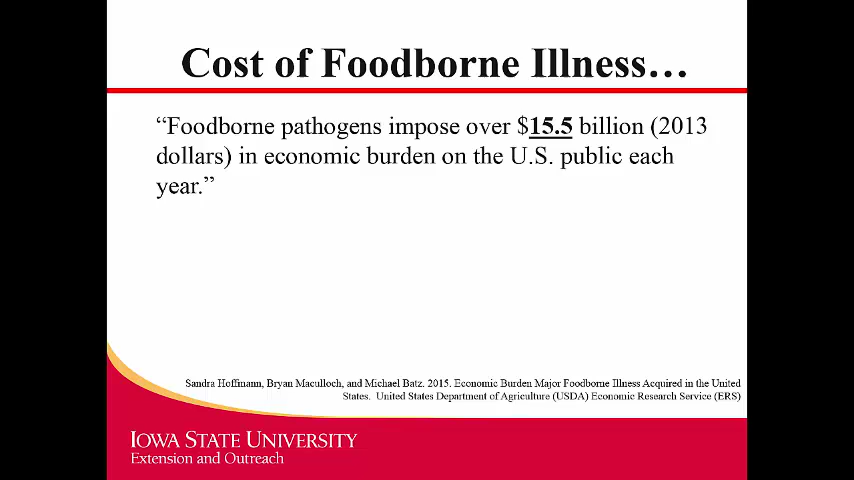 Cost of Foodborne Illness…
“Foodborne pathogens impose over $15.5 billion (2013
dollars) in economic burden on the U.S. public each
year.”
Sandra Hoffmann, Bryan Maculloch, and Michael Batz. 2015. Economic Burden Major Foodborne Illness Acquired in the United
States. United States Department of Agriculture (USDA) Economic Research Service (ERS)
IOWA STATE UNIVERSITY
Extension and Outreach